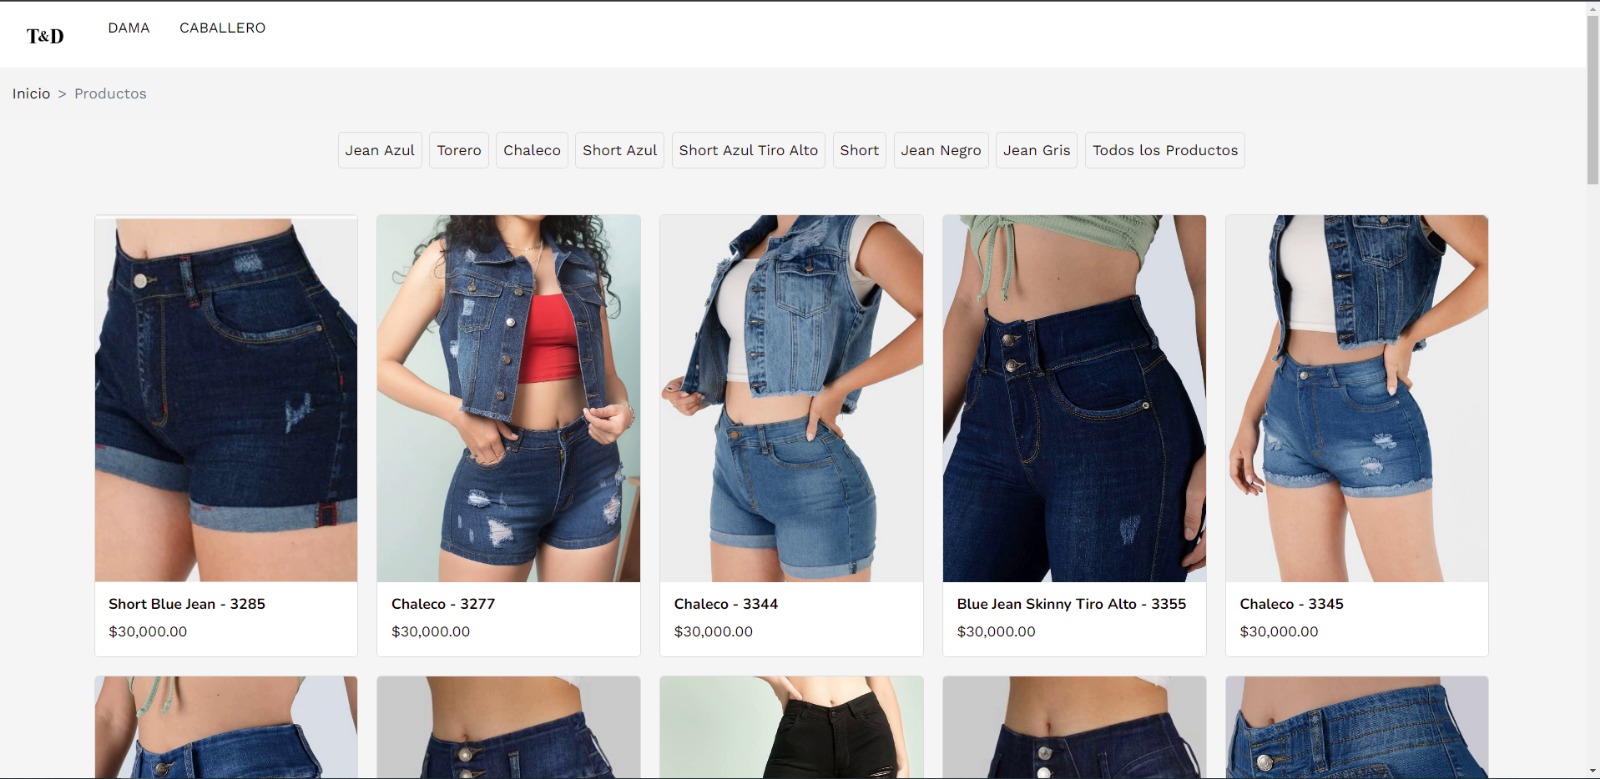 T&D
DAMA CABALLERO
Inicio > Productos
Jean Azul Torero Chaleco Short Azul Short Azul Tiro Alto Short Jean Negro Jean Gris Todos los Productos
Short Blue Jean - 3285
$30,000.00
Chaleco - 3277
$30,000.00
Chaleco - 3344
$30,000.00
Blue Jean Skinny Tiro Alto - 3355
$30,000.00
Chaleco - 3345
$30,000.00